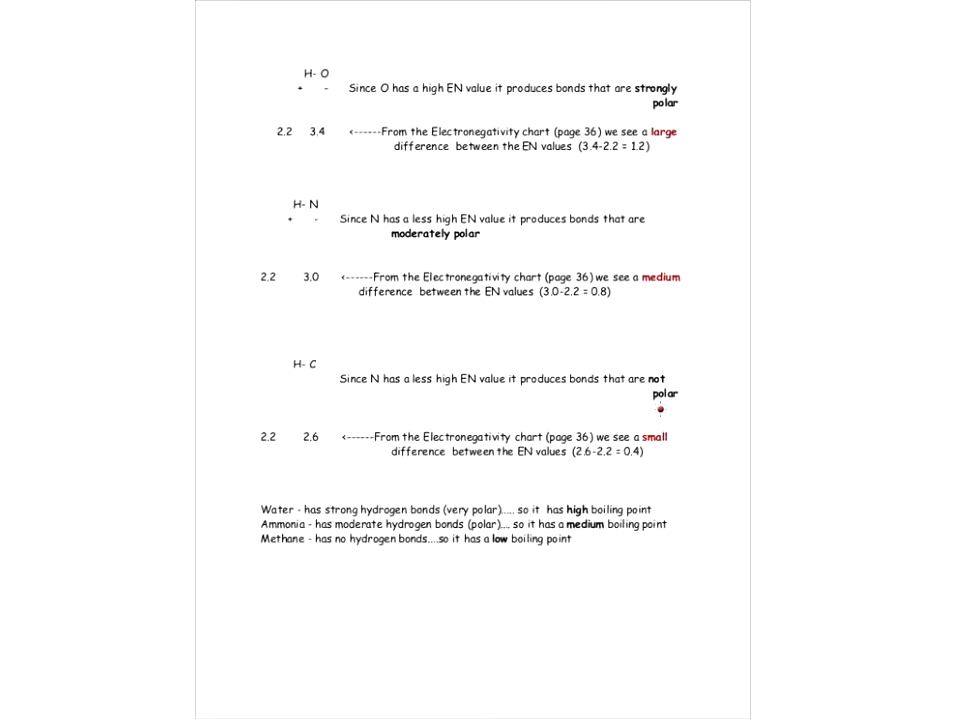 H- O
+ - Since O has a high EN value it produces bonds that are strongly
polar
2.2 3.4 <------From the Electronegativity chart (page 36) we see a large
difference between the EN values (3.4-2.2 = 1.2)
H- N
+ - Since N has a less high EN value it produces bonds that are
moderately polar
2.2 3.0 <------From the Electronegativity chart (page 36) we see a medium
difference between the EN values (3.0-2.2 = 0.8)
H- C
Since N has a less high EN value it produces bonds that are not
polar
2.2 2.6 <------From the Electronegativity chart (page 36) we see a small
difference between the EN values (2.6-2.2 = 0.4)
Water - has strong hydrogen bonds (very polar)..... so it has high boiling point
Ammonia - has moderate hydrogen bonds (polar).... so it has a medium boiling point
Methane - has no hydrogen bonds....so it has a low boiling point